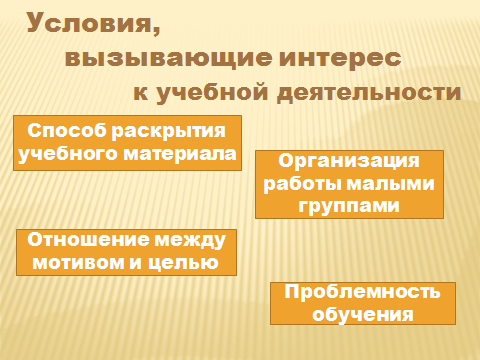 Условия,
вызывающие интерес
к учебной деятельности
Способ раскрытия
учебного материала
Организация
работы малыми
группами
Отношение между
мотивом и целью
Проблемность
обучения